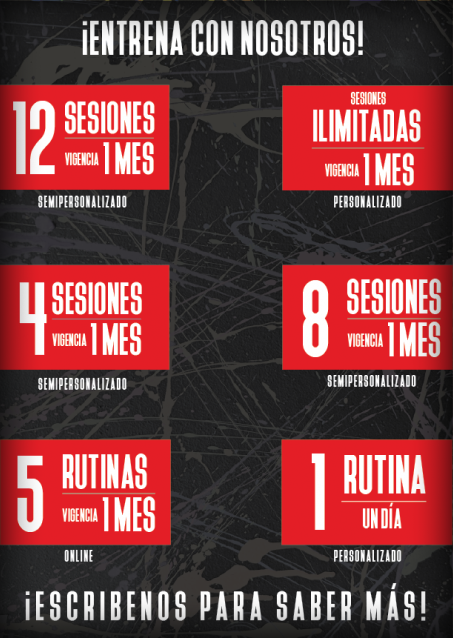 ¡ENTRENA CON NOSOTROS!
12 SESIONES
VIGENCIA 1 MES
SEMIPERSONALIZADO
SESIONES
ILIMITADAS
VIGENCIA 1 MES
PERSONALIZADO
4 SESIONES
VIGENCIA 1 MES
SEMIPERSONALIZADO
8 SESIONES
VIGENCIA 1 MES
SEMIPERSONALIZADO
5 RUTINAS
VIGENCIA 1 MES
ONLINE
1 RUTINA
UN DÍA
PERSONALIZADO
¡ESCRIBENOS PARA SABER MÁS!